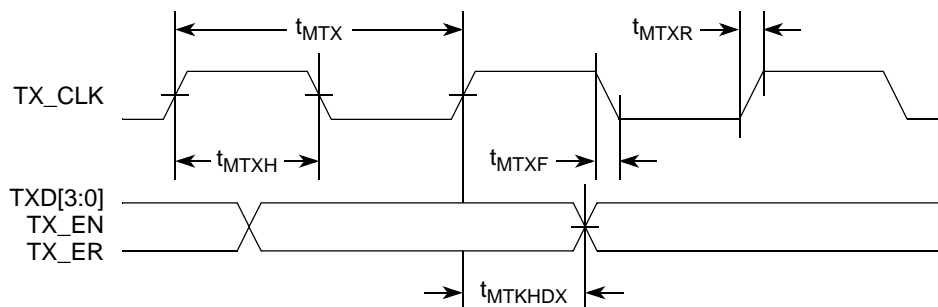 tMTX
tMTXR
TX_CLK
tMTXH
tMTXF
TXD[3:0]
TX_EN
TX_ER
tMTKHDX